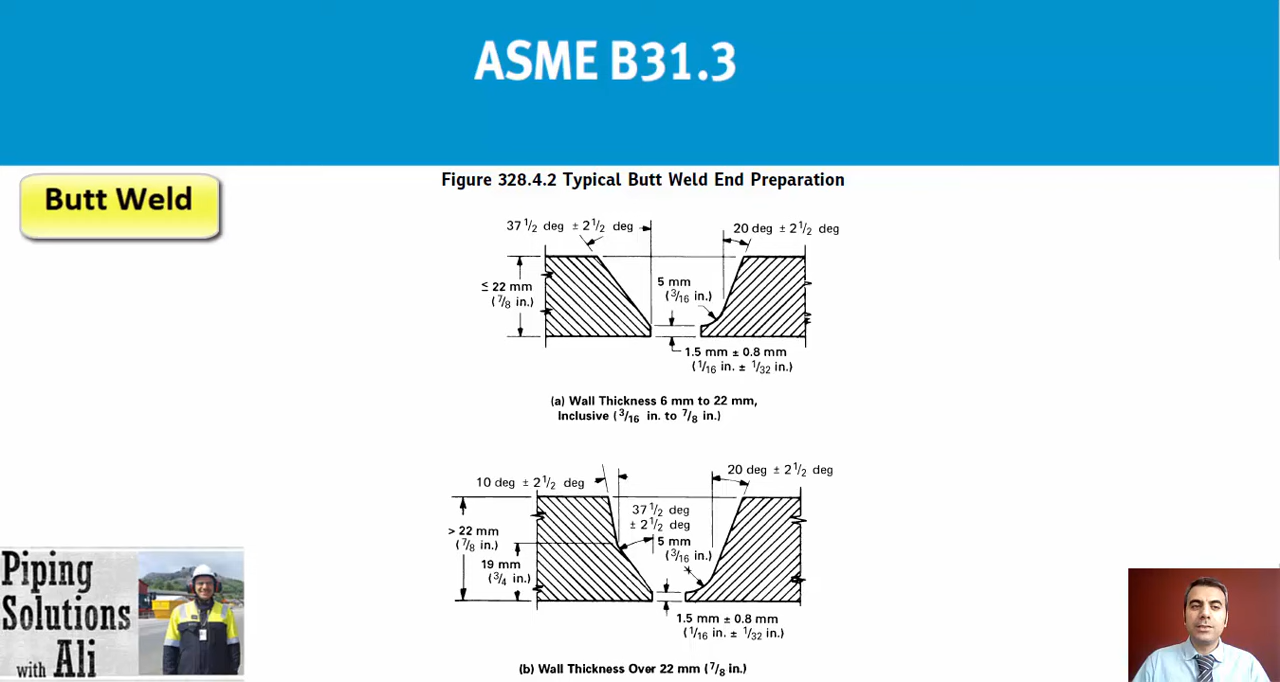 ASME B31.3
Butt Weld
Figure 328.4.2 Typical Butt Weld End Preparation
37 1/2 deg ± 2 1/2 deg
20 deg ± 2 1/2 deg
≤ 22 mm
(7/8 in.)
5 mm
(3/16 in.)
1.5 mm ± 0.8 mm
(1/16 in. ± 1/32 in.)
(a) Wall Thickness 6 mm to 22 mm,
Inclusive (3/16 in. to 7/8 in.)
10 deg ± 2 1/2 deg
20 deg ± 2 1/2 deg
37 1/2 deg
± 2 1/2 deg
> 22 mm
(7/8 in.)
5 mm
(3/16 in.)
19 mm
(3/4 in.)
1.5 mm ± 0.8 mm
(1/16 in. ± 1/32 in.)
(b) Wall Thickness Over 22 mm (7/8 in.)
Piping
Solutions
with Ali